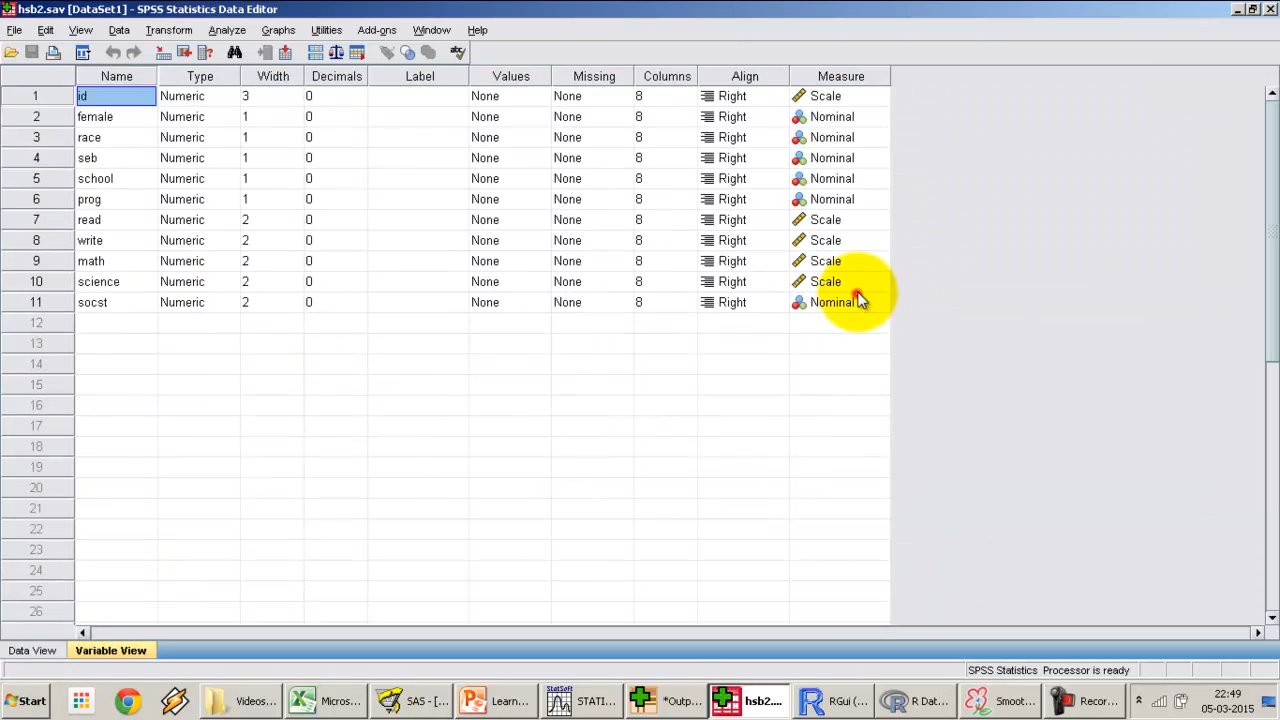 hsb2.sav [DataSet1] - SPSS Statistics Data Editor
File Edit View Data Transform Analyze Graphs Utilities Add-ons Window Help
Name Type Width Decimals Label Values Missing Columns Align Measure
1 id Numeric 3 0 None None 8 Right Scale
2 female Numeric 1 0 None None 8 Right Nominal
3 race Numeric 1 0 None None 8 Right Nominal
4 seb Numeric 1 0 None None 8 Right Nominal
5 school Numeric 1 0 None None 8 Right Nominal
6 prog Numeric 1 0 None None 8 Right Nominal
7 read Numeric 2 0 None None 8 Right Scale
8 write Numeric 2 0 None None 8 Right Scale
9 math Numeric 2 0 None None 8 Right Scale
10 science Numeric 2 0 None None 8 Right Scale
11 socst Numeric 2 0 None None 8 Right Nominal
12
13
14
15
16
17
18
19
20
21
22
23
24
25
26
Data View Variable View
SPSS Statistics Processor is ready
Start Videos... Micros... SAS - [... Learn... StatSoft STATI... *Outp... hsb2.... RGui (... R Dat... Smoot... Recor... 22:49
05-03-2015